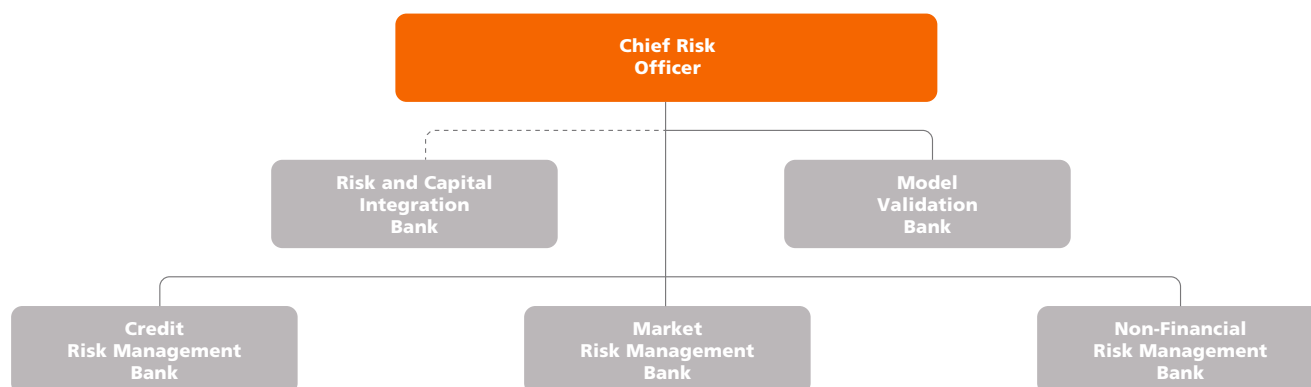 Chief Risk
Officer
Risk and Capital
Integration
Bank
Model
Validation
Bank
Credit
Risk Management
Bank
Market
Risk Management
Bank
Non-Financial
Risk Management
Bank